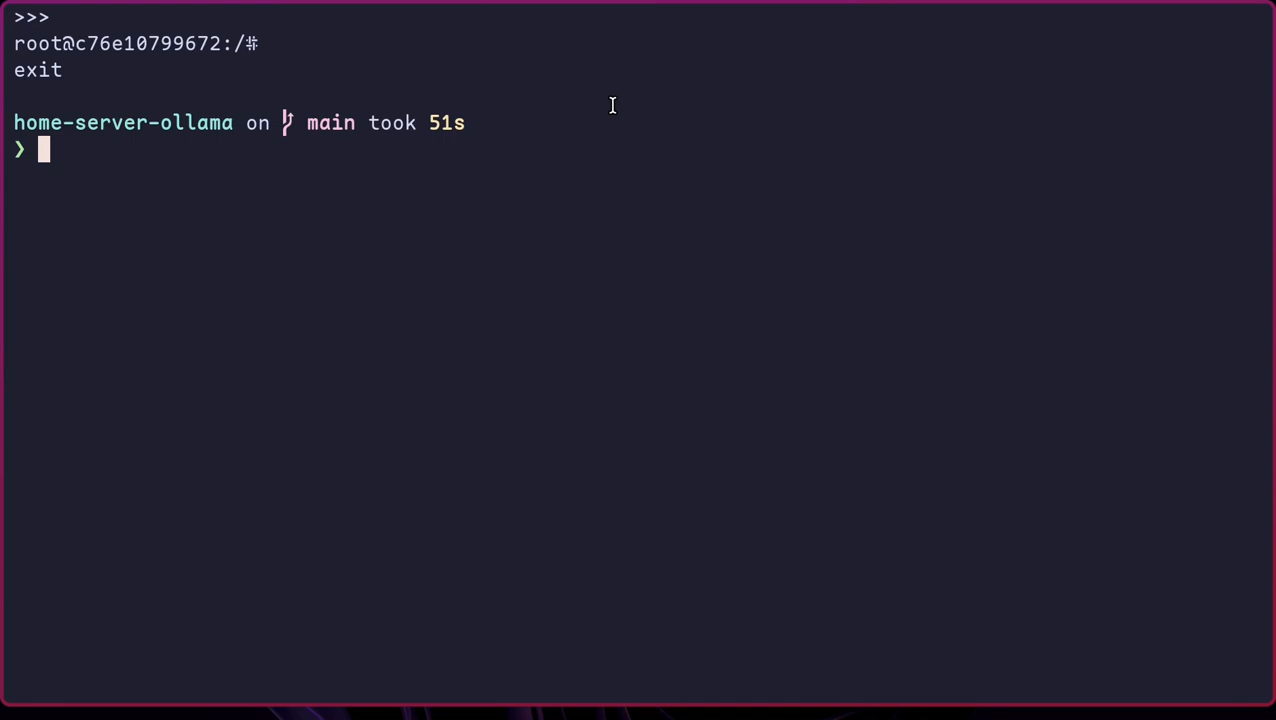 >>>
root@c76e10799672:/#
exit
home-server-ollama on main took 51s
❯